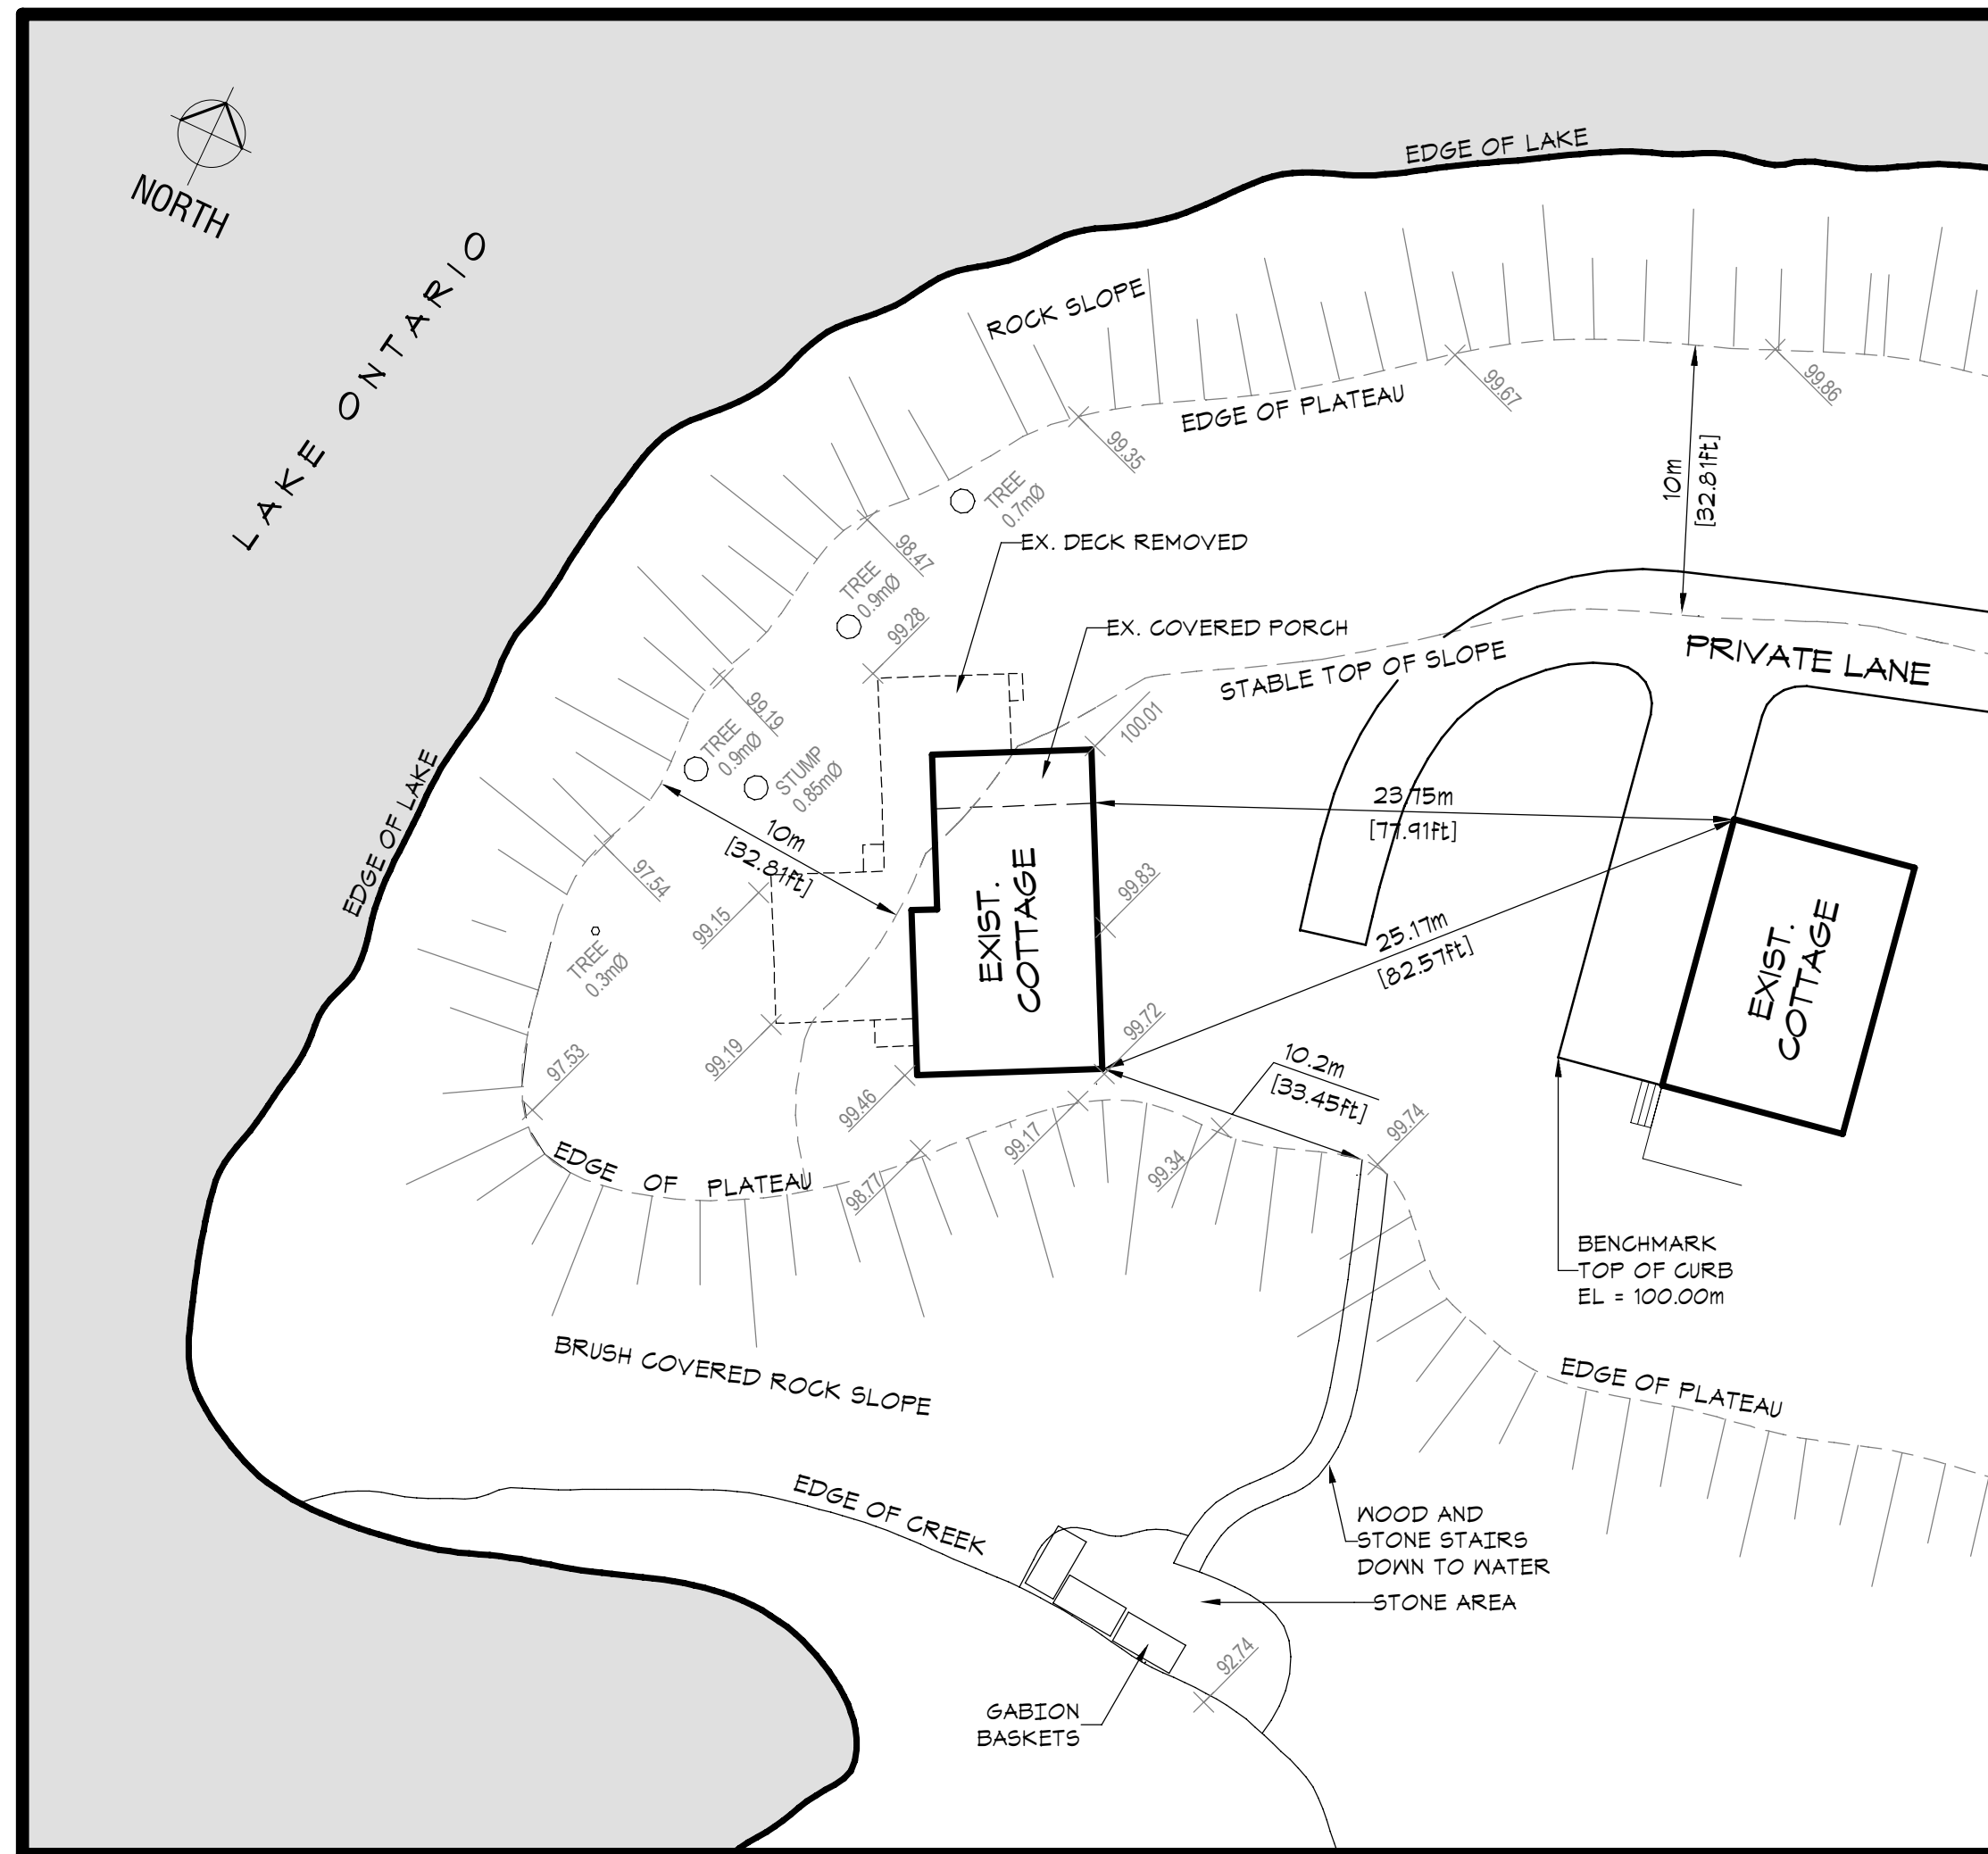 EDGE OF LAKE
NORTH
LAKE ONTARIO
ROCK SLOPE
EDGE OF PLATEAU
99.67
99.86
99.35
TREE
0.7mØ
10m
[32.81ft]
98.47
EX. DECK REMOVED
TREE
0.9mØ
99.28
EX. COVERED PORCH
STABLE TOP OF SLOPE
PRIVATE LANE
99.19
100.01
TREE
0.9mØ
STUMP
0.85mØ
EDGE OF LAKE
10m
[32.81ft]
23.75m
[77.91ft]
97.54
99.15
99.83
EXIST.
COTTAGE
25.17m
[82.57ft]
EXIST.
COTTAGE
TREE
0.3mØ
97.53
99.19
99.72
99.46
10.2m
[33.45ft]
99.17
99.34
99.74
EDGE OF PLATEAU
98.77
BENCHMARK
TOP OF CURB
EL = 100.00m
BRUSH COVERED ROCK SLOPE
EDGE OF PLATEAU
EDGE OF CREEK
WOOD AND
STONE STAIRS
DOWN TO WATER
STONE AREA
92.74
GABION
BASKETS